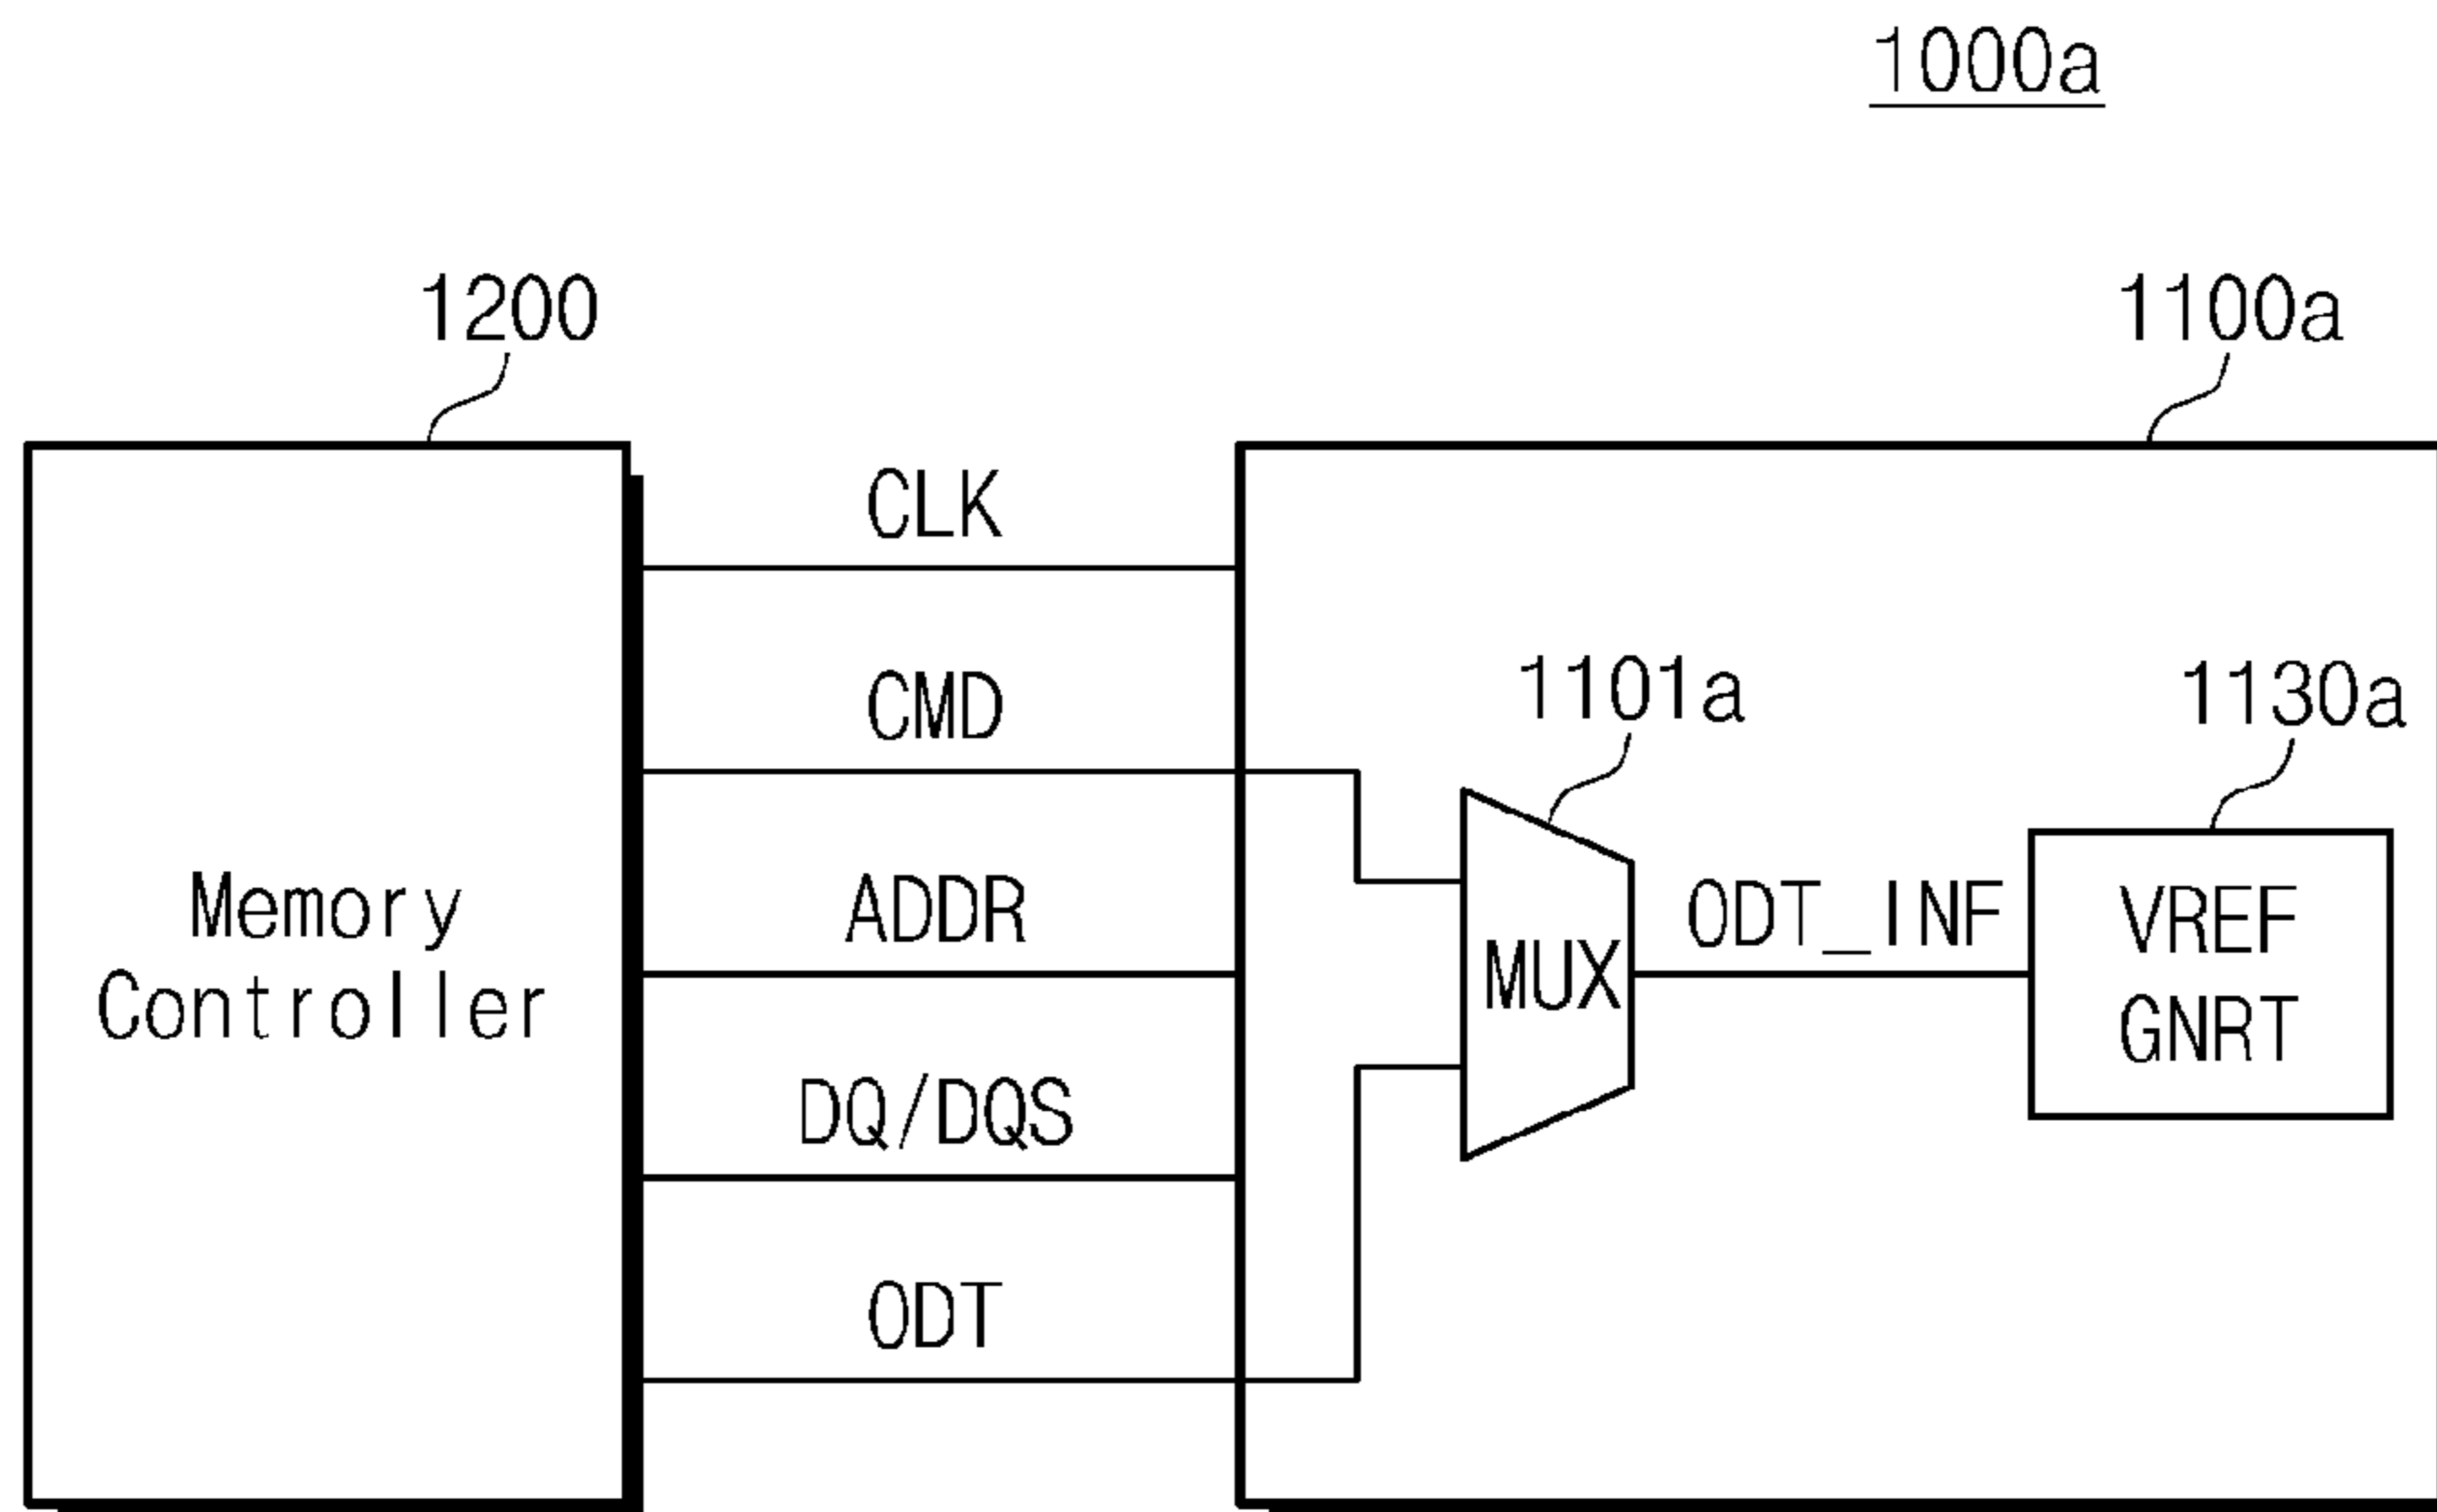 1000a
1200
1100a
CLK
CMD
1101a
1130a
ADDR
ODT_INF
VREF
GNRT
MUX
Memory
Controller
DQ/DQS
ODT